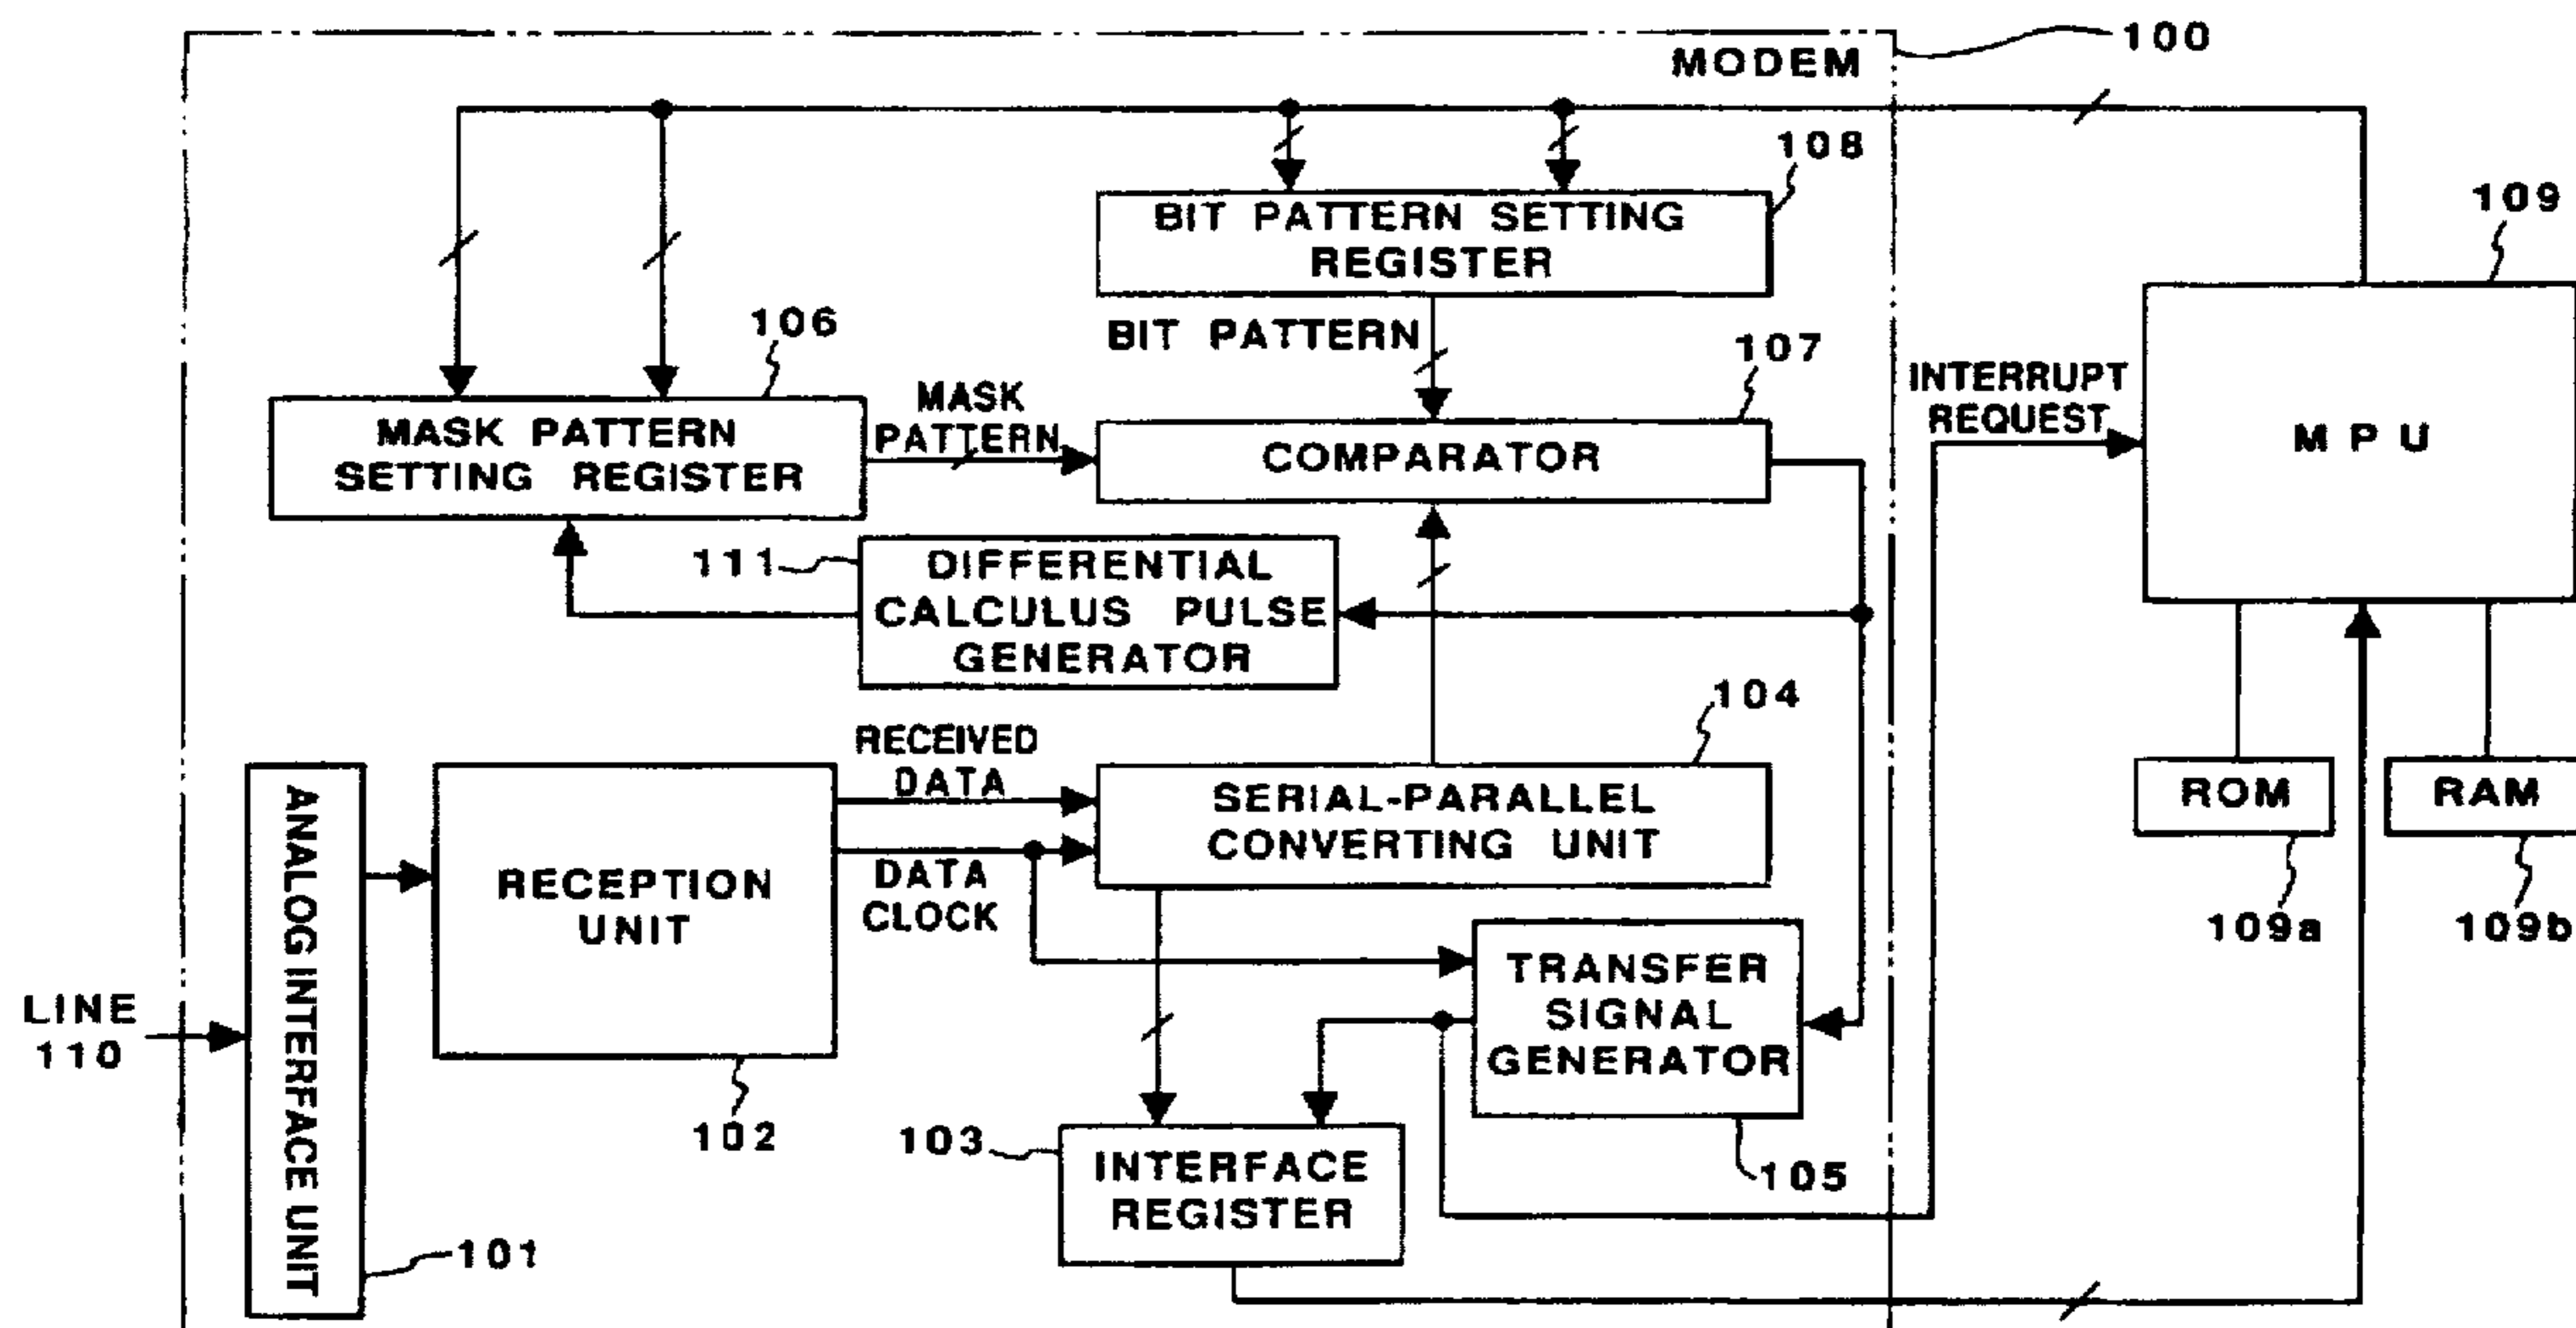 100
MODEM
108
BIT PATTERN SETTING
REGISTER
109
106
BIT PATTERN
107
MASK
PATTERN
INTERRUPT
REQUEST
MASK PATTERN
SETTING REGISTER
COMPARATOR
MPU
111
DIFFERENTIAL
CALCULUS PULSE
GENERATOR
104
RECEIVED
DATA
SERIAL-PARALLEL
CONVERTING UNIT
ROM
RAM
ANALOG INTERFACE UNIT
RECEPTION
UNIT
DATA
CLOCK
109a
109b
TRANSFER
SIGNAL
GENERATOR
LINE
110
102
103
INTERFACE
REGISTER
105
101